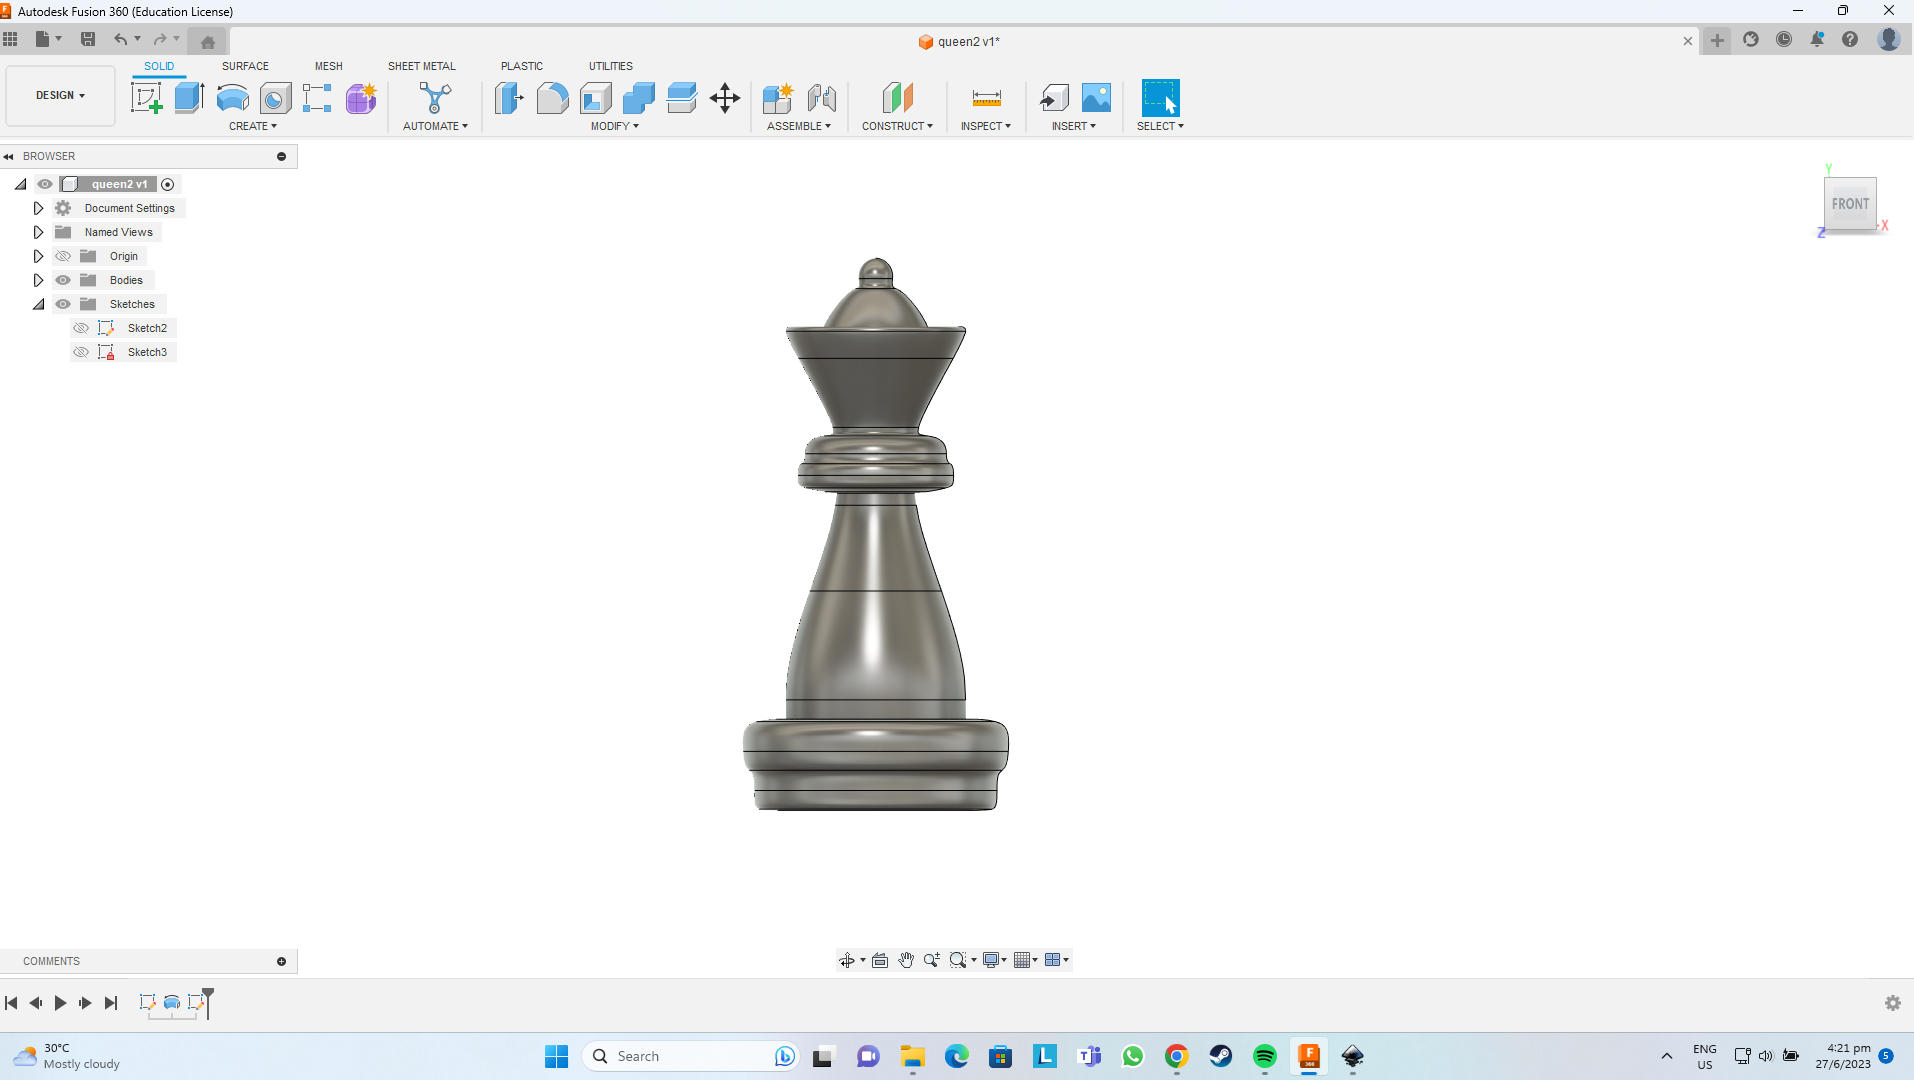 Autodesk Fusion 360 (Education License)
queen2 v1*
SOLID SURFACE MESH SHEET METAL PLASTIC UTILITIES
DESIGN
CREATE AUTOMATE MODIFY ASSEMBLE CONSTRUCT INSPECT INSERT SELECT
BROWSER
queen2 v1
Document Settings
Named Views
Origin
Bodies
Sketches
Sketch2
Sketch3
Y
FRONT
X
Z
COMMENTS
30°C
Mostly cloudy
Search
ENG
US
4:21 pm
27/6/2023
5